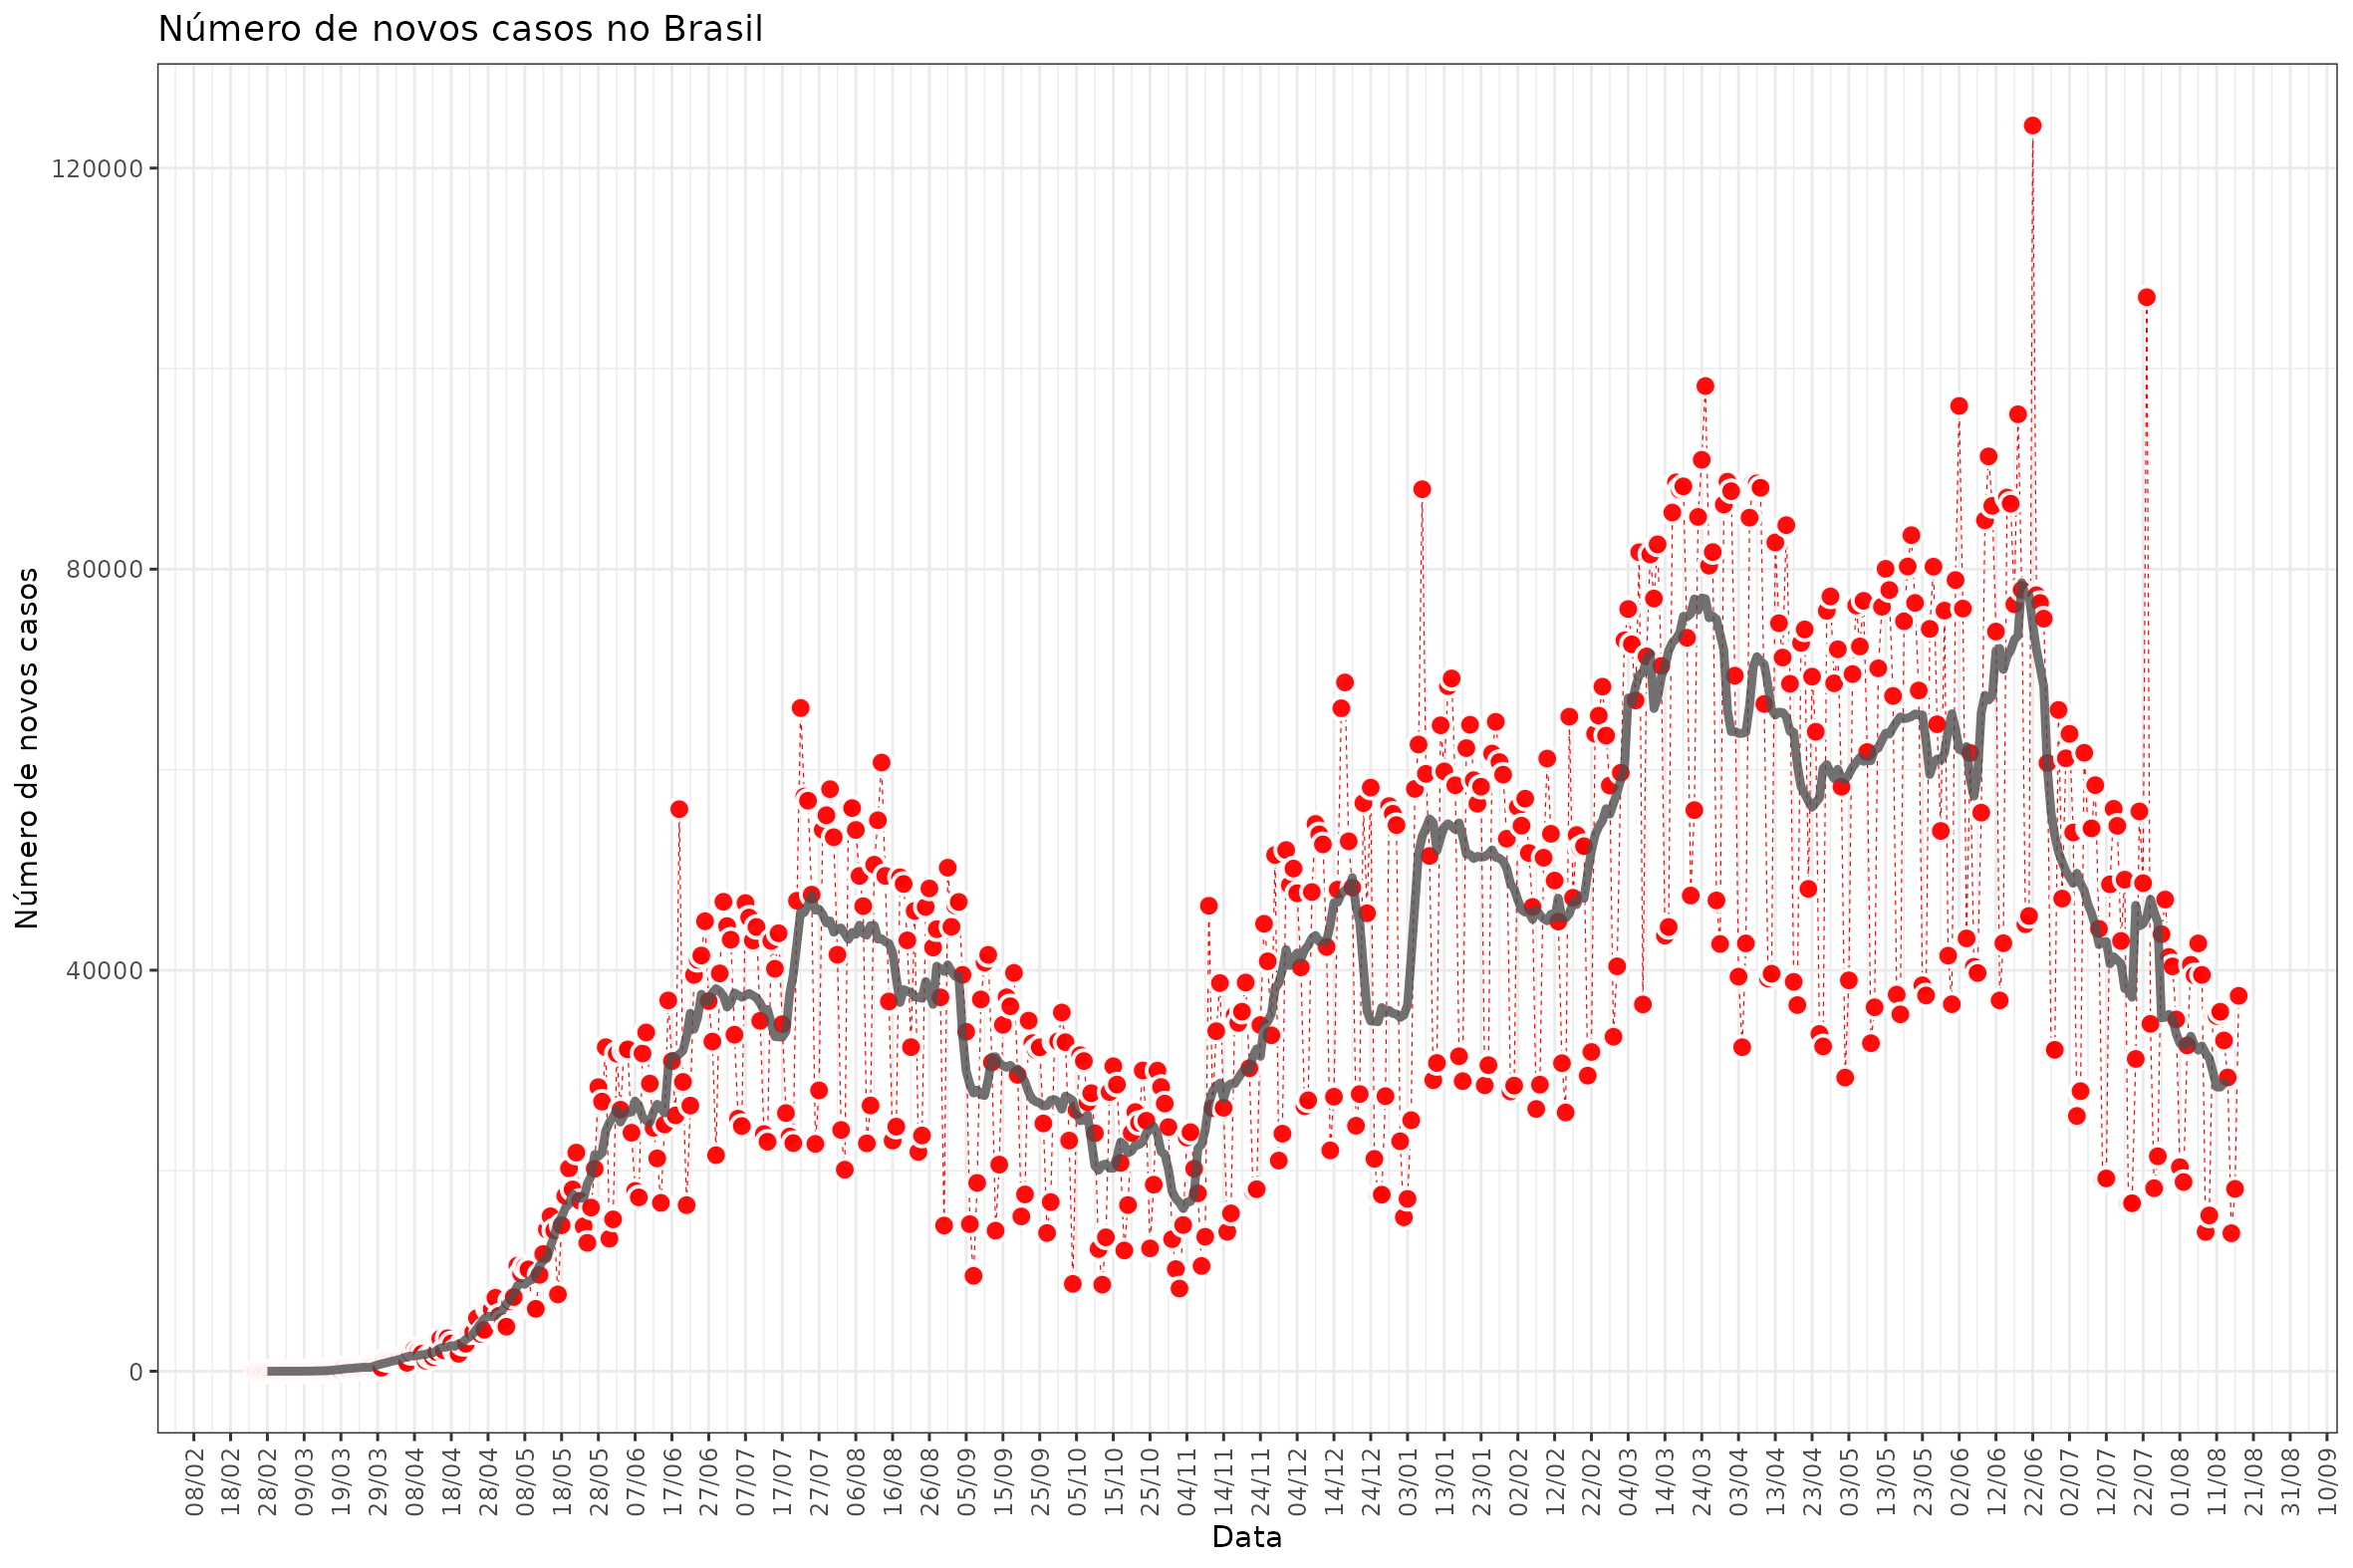 Número de novos casos no Brasil
Número de novos casos
120000
80000
40000
0
08/02 18/02 28/02 09/03 19/03 29/03 08/04 18/04 28/04 08/05 18/05 28/05 07/06 17/06 27/06 07/07 17/07 27/07 06/08 16/08 26/08 05/09 15/09 25/09 05/10 15/10 25/10 04/11 14/11 24/11 04/12 14/12 24/12 03/01 13/01 23/01 02/02 12/02 22/02 04/03 14/03 24/03 03/04 13/04 23/04 03/05 13/05 23/05 02/06 12/06 22/06 02/07 12/07 22/07 01/08 11/08 21/08 31/08 10/09
Data